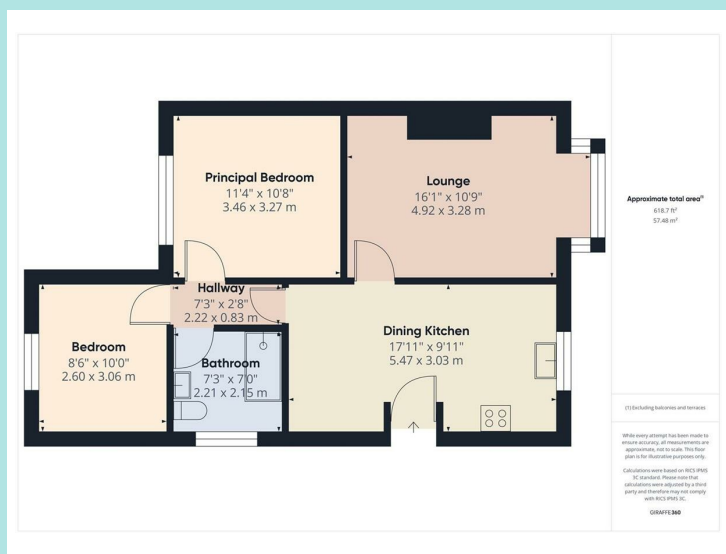 Principal Bedroom
11'4" x 10'8"
3.46 x 3.27 m
Lounge
16'1" x 10'9"
4.92 x 3.28 m
Hallway
7'3" x 2'8"
2.22 x 0.83 m
Bedroom
8'6" x 10'0"
2.60 x 3.06 m
Bathroom
7'3" x 7'0"
2.21 x 2.15 m
Dining Kitchen
17'11" x 9'11"
5.47 x 3.03 m
Approximate total area⁽¹⁾
618.7 ft²
57.48 m²
(1) Excluding balconies and terraces
While every attempt has been made to
ensure accuracy, all measurements are
approximate, not to scale. This floor
plan is for illustrative purposes only.
Calculations were based on RICS IPMS
3C standard. Please note that
calculations were adjusted by a third
party and therefore may not comply
with RICS IPMS 3C.
GIRAFFE360